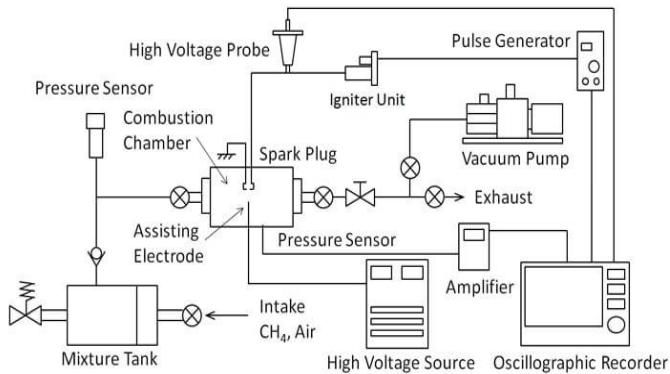 High Voltage Probe
Pulse Generator
Pressure Sensor
Igniter Unit
Combustion
Chamber
Spark Plug
Vacuum Pump
Exhaust
Assisting
Electrode
Pressure Sensor
Amplifier
Intake
CH₄, Air
Mixture Tank
High Voltage Source
Oscillographic Recorder